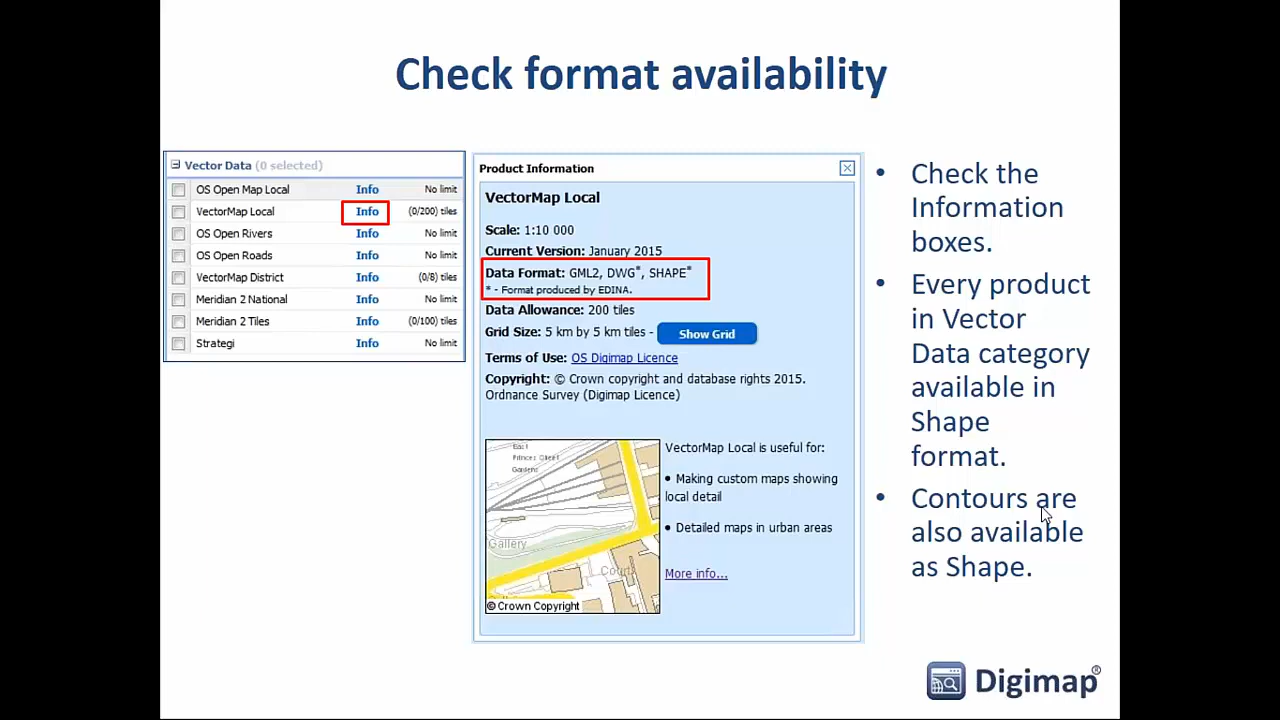 Check format availability
Vector Data (0 selected)
OS Open Map Local Info No limit
VectorMap Local Info (0/200) tiles
OS Open Rivers Info No limit
OS Open Roads Info No limit
VectorMap District Info (0/8) tiles
Meridian 2 National Info No limit
Meridian 2 Tiles Info (0/100) tiles
Strategi Info No limit
Product Information
VectorMap Local
Scale: 1:10 000
Current Version: January 2015
Data Format: GML2, DWG*, SHAPE*
* - Format produced by EDINA.
Data Allowance: 200 tiles
Grid Size: 5 km by 5 km tiles - Show Grid
Terms of Use: OS Digimap Licence
Copyright: © Crown copyright and database rights 2015.
Ordnance Survey (Digimap Licence)
East
Princes Street
Gardens
Gallery
Court
© Crown Copyright
VectorMap Local is useful for:
• Making custom maps showing
local detail
• Detailed maps in urban areas
More info...
• Check the
Information
boxes.
• Every product
in Vector
Data category
available in
Shape
format.
• Contours are
also available
as Shape.
Digimap®